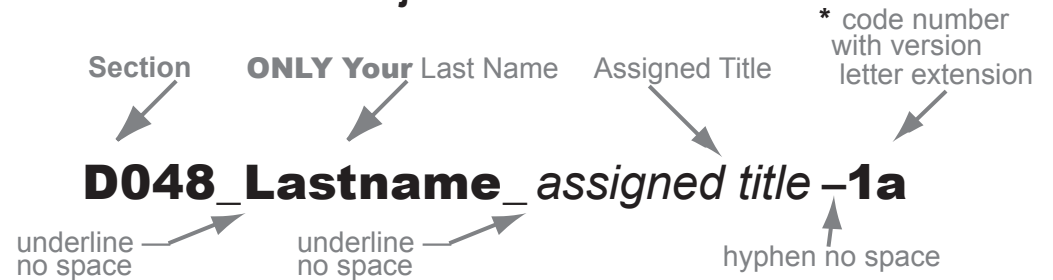 * code number
with version
letter extension
Section ONLY Your Last Name Assigned Title
D048_Lastname_ assigned title –1a
underline
no space
underline
no space
hyphen no space